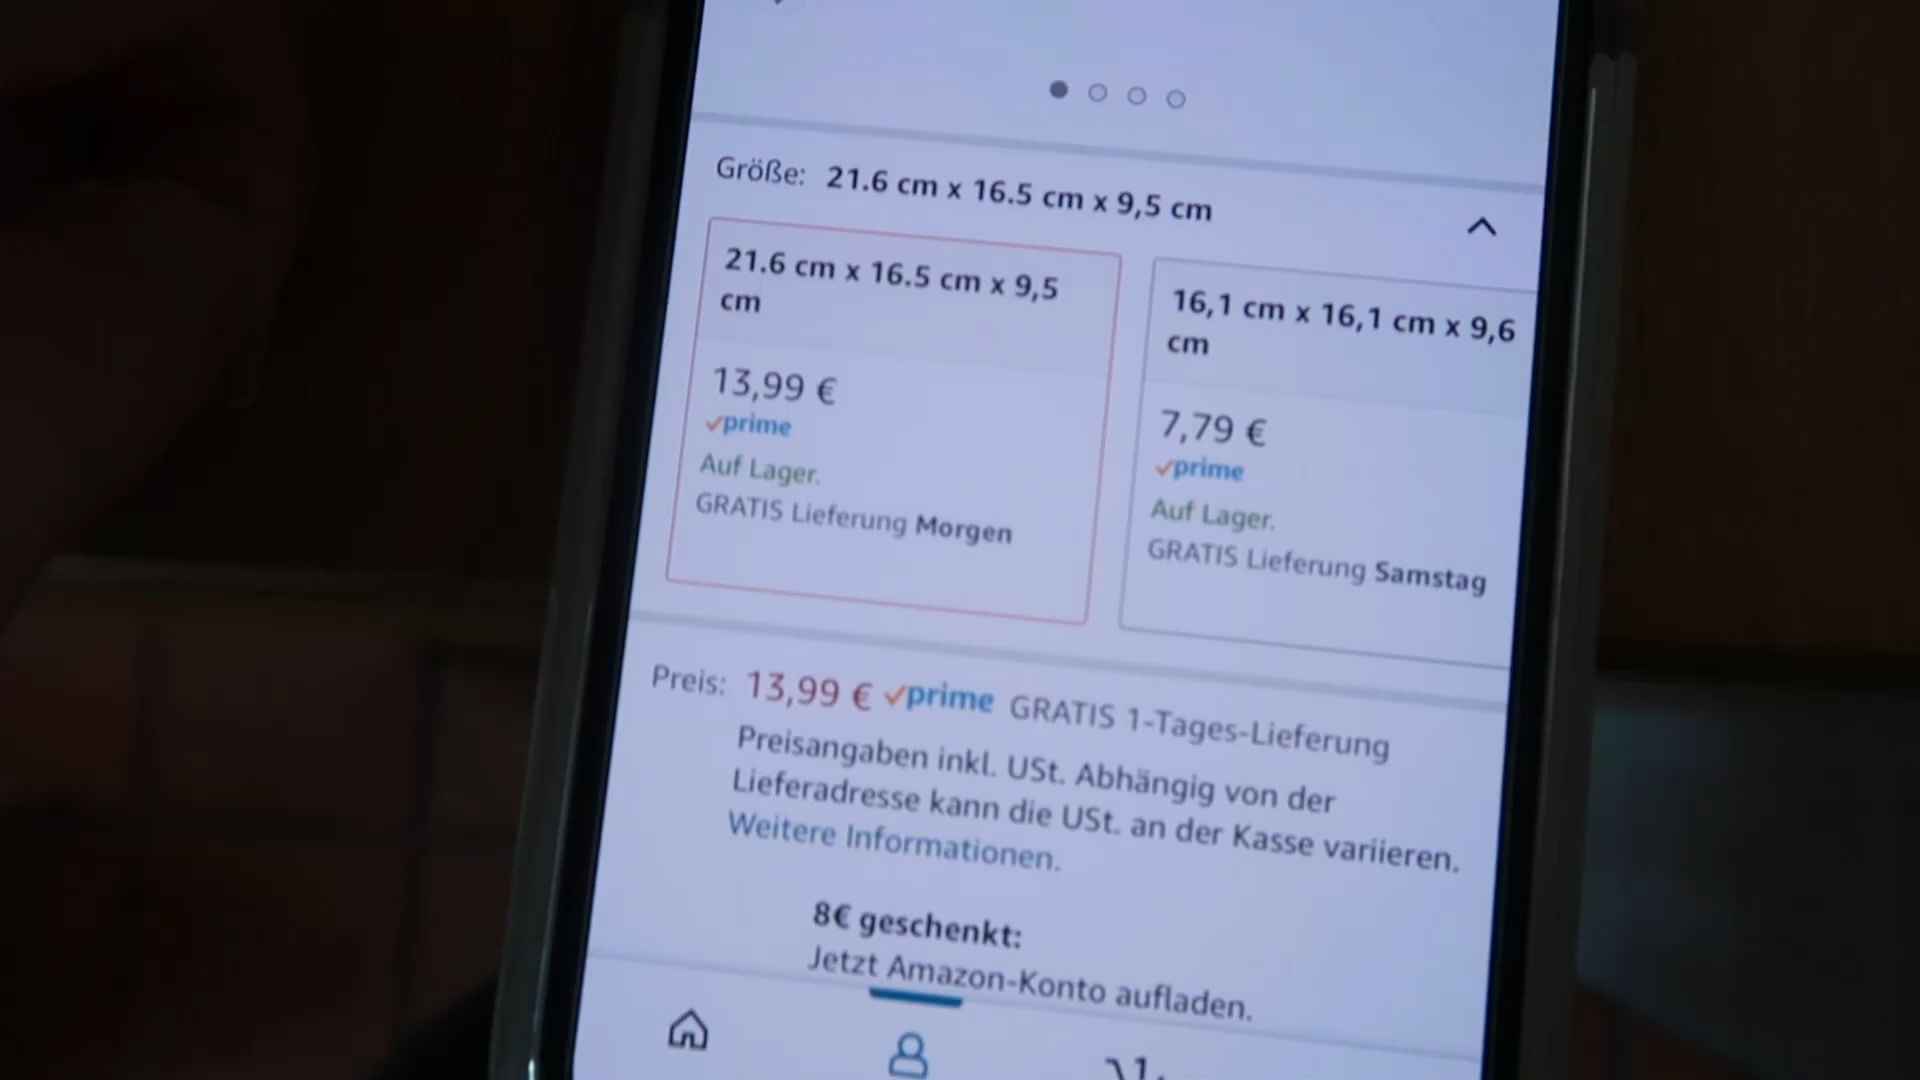 Größe: 21.6 cm x 16.5 cm x 9,5 cm
21.6 cm x 16.5 cm x 9,5
cm
13,99 €
prime
Auf Lager.
GRATIS Lieferung Morgen
16,1 cm x 16,1 cm x 9,6
cm
7,79 €
prime
Auf Lager.
GRATIS Lieferung Samstag
Preis: 13,99 € prime GRATIS 1-Tages-Lieferung
Preisangaben inkl. USt. Abhängig von der
Lieferadresse kann die USt. an der Kasse variieren.
Weitere Informationen.
8€ geschenkt:
Jetzt Amazon-Konto aufladen.